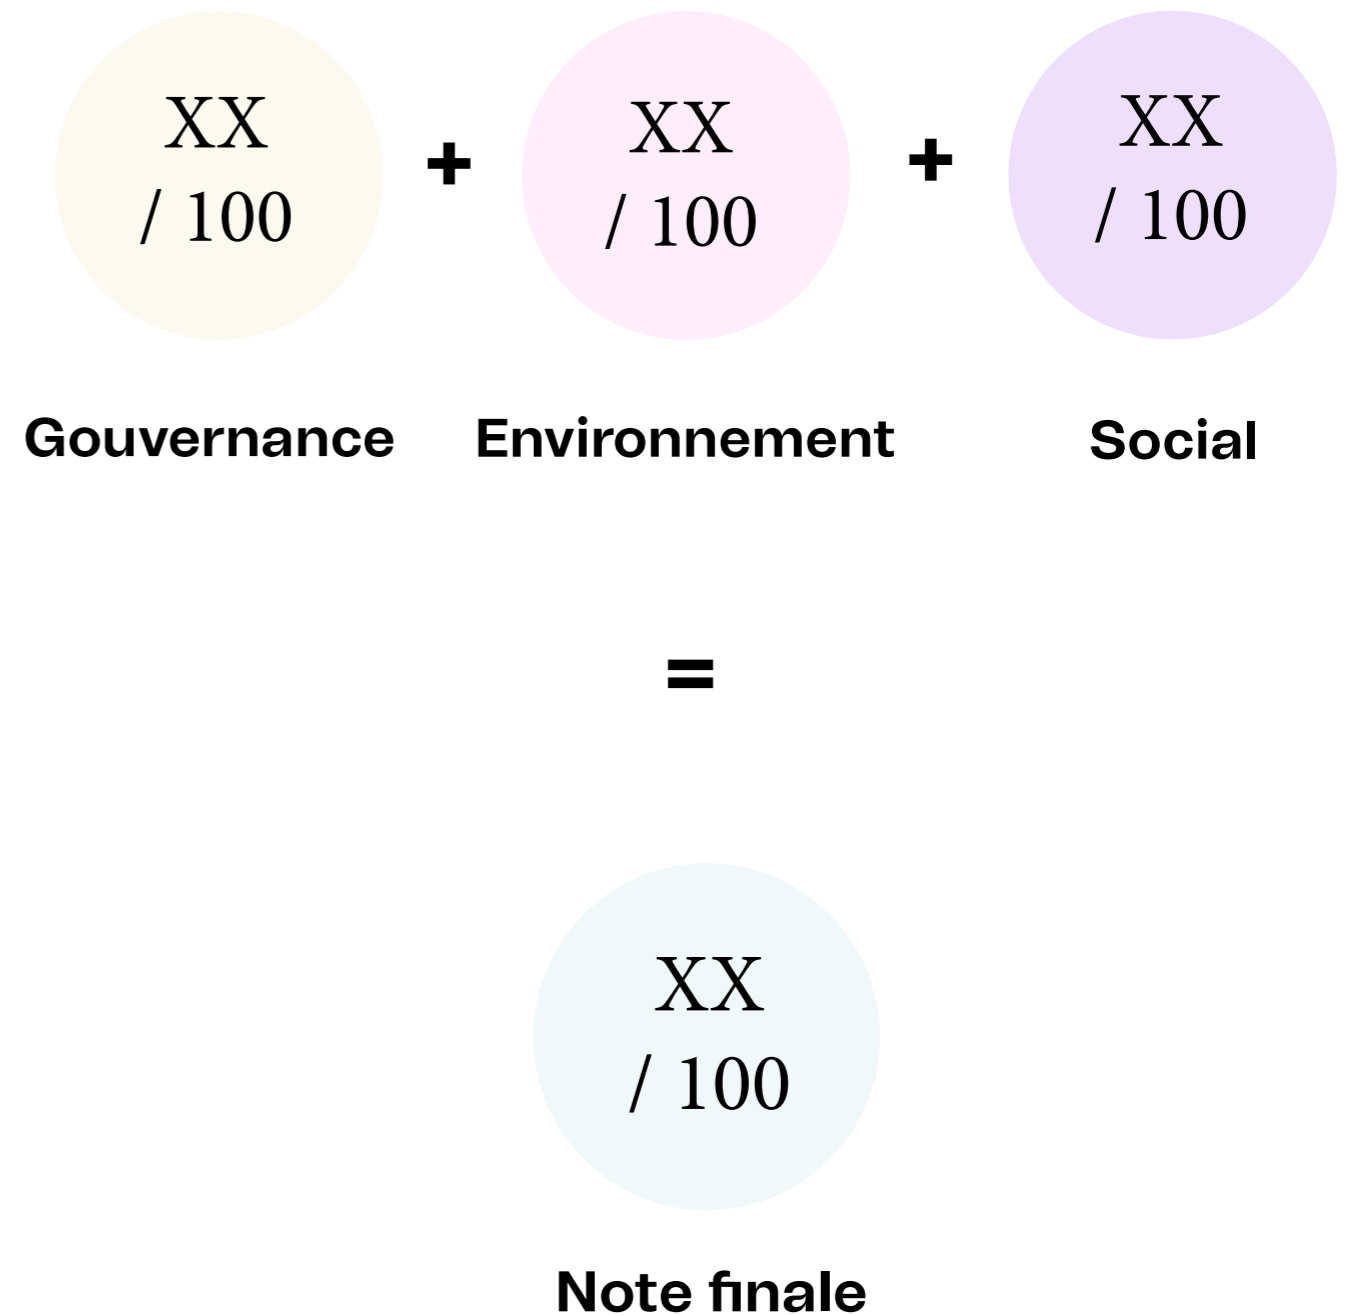 XX
/ 100
+
XX
/ 100
+
XX
/ 100
Gouvernance
Environnement
Social
=
XX
/ 100
Note finale